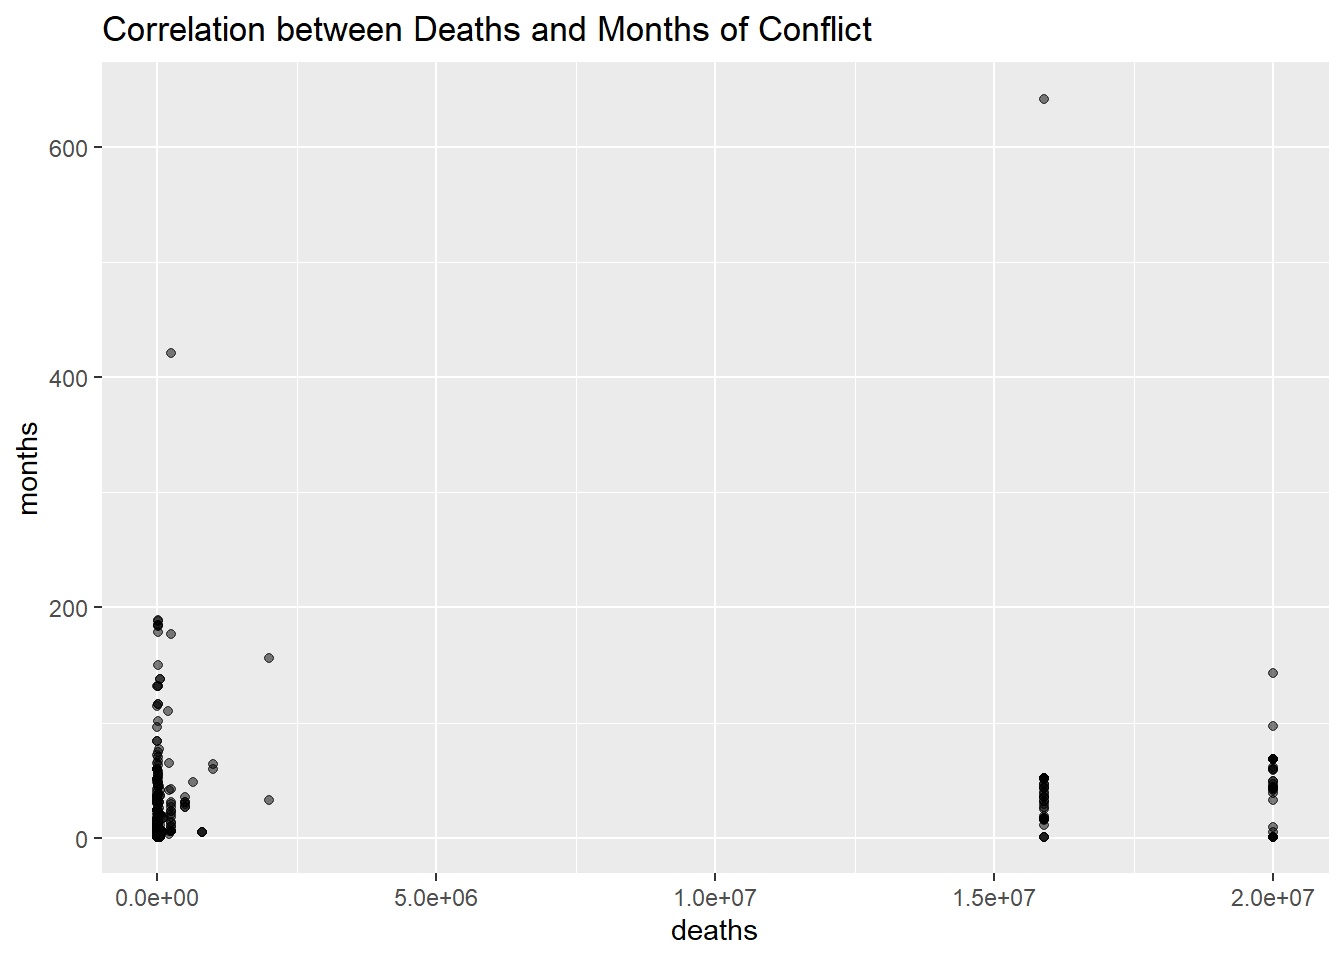 Correlation between Deaths and Months of Conflict
600
400
200
0
months
0.0e+00 5.0e+06 1.0e+07 1.5e+07 2.0e+07
deaths